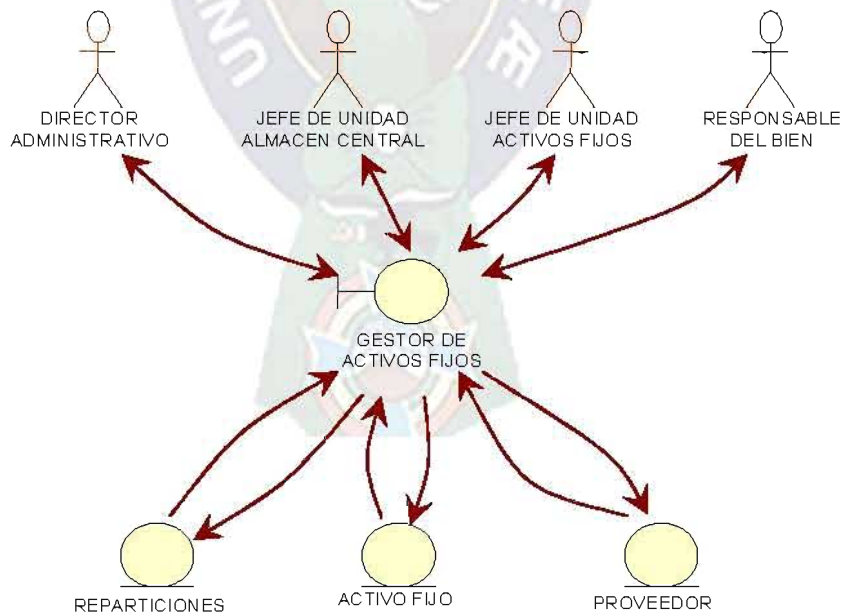 UN
Æ
DIRECTOR
ADMINISTRATIVO
JEFE DE UNIDAD
ALMACEN CENTRAL
JEFE DE UNIDAD
ACTIVOS FIJOS
RESPONSABLE
DEL BIEN
GESTOR DE
ACTIVOS FIJOS
REPARTICIONES
ACTIVO FIJO
PROVEEDOR